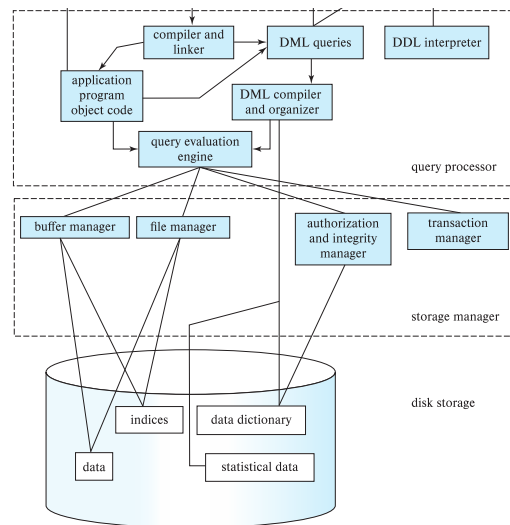 compiler and
linker
DML queries
DDL interpreter
application
program
object code
DML compiler
and organizer
query evaluation
engine
query processor
buffer manager
file manager
authorization
and integrity
manager
transaction
manager
storage manager
disk storage
indices
data dictionary
data
statistical data